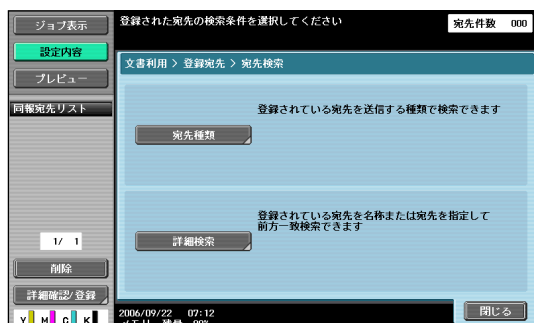 ジョブ表示
登録された宛先の検索条件を選択してください
宛先件数 000
設定内容
プレビュー
文書利用 > 登録宛先 > 宛先検索
同報宛先リスト
登録されている宛先を送信する種類で検索できます
宛先種類
登録されている宛先を名称または宛先を指定して
前方一致検索できます
詳細検索
1/ 1
削除
詳細確認/登録
Y M C K
2006/09/22 07:12
メモリ 残量 99%
閉じる